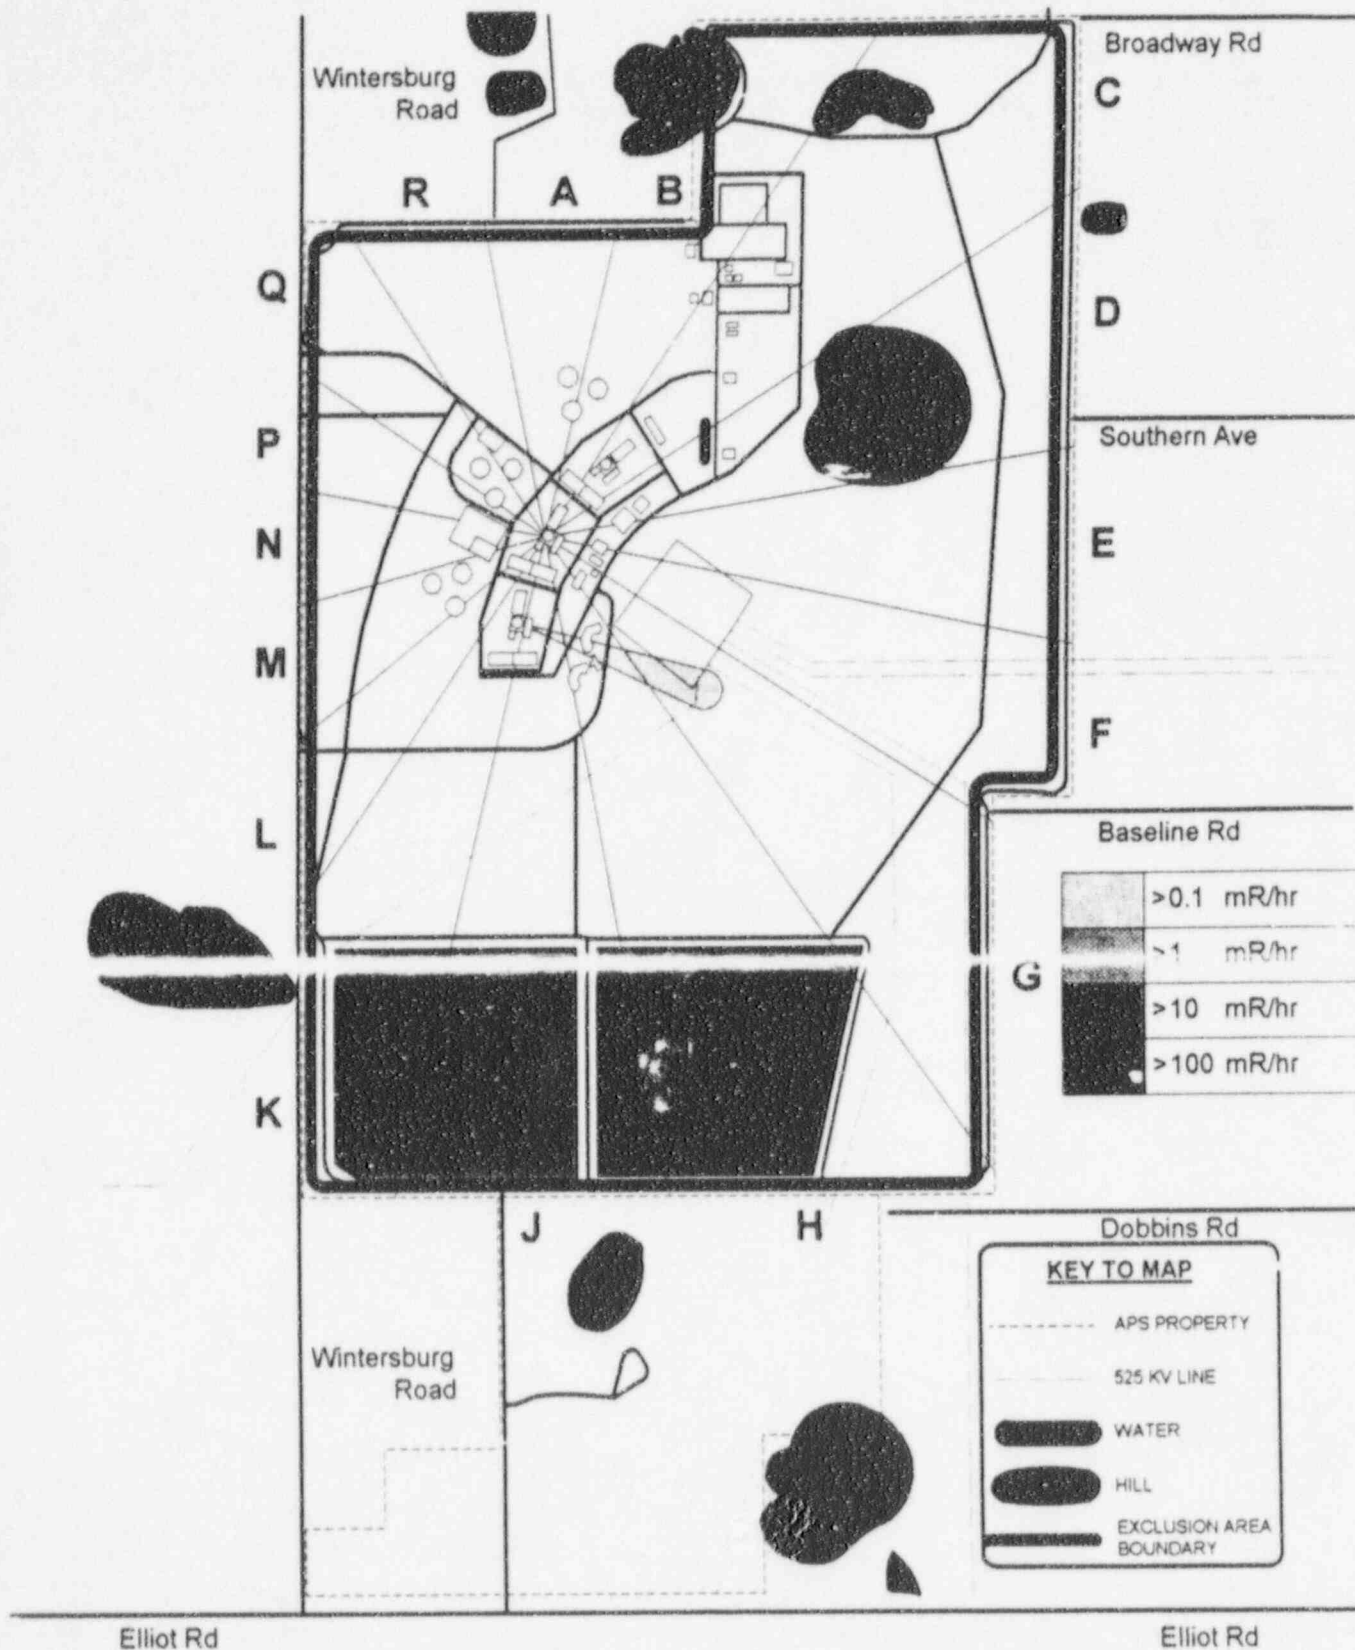 Broadway Rd
Wintersburg
Road
C
R
A
B
Q
D
P
Southern Ave
N
E
M
F
L
Baseline Rd
>0.1 mR/hr
>1 mR/hr
G
>10 mR/hr
>100 mR/hr
K
J
H
Dobbins Rd
KEY TO MAP
APS PROPERTY
Wintersburg
Road
525 KV LINE
WATER
HILL
EXCLUSION AREA
BOUNDARY
Elliot Rd
Elliot Rd